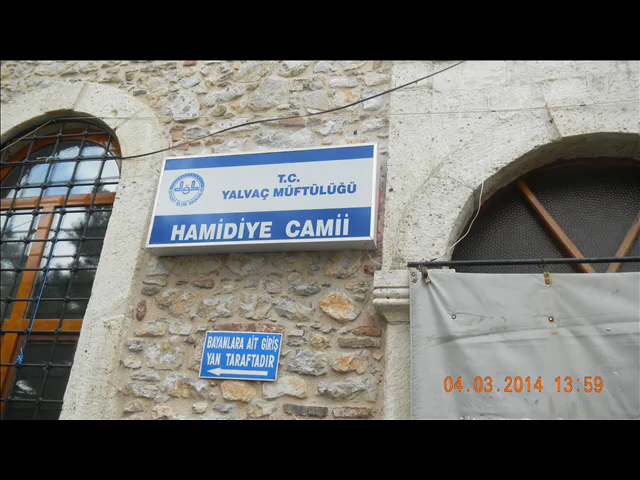 T.C.
YALVAÇ MÜFTÜLÜĞÜ
HAMİDİYE CAMİİ
BAYANLARA AİT GİRİŞ
YAN TARAFTADIR
04.03.2014 13:59